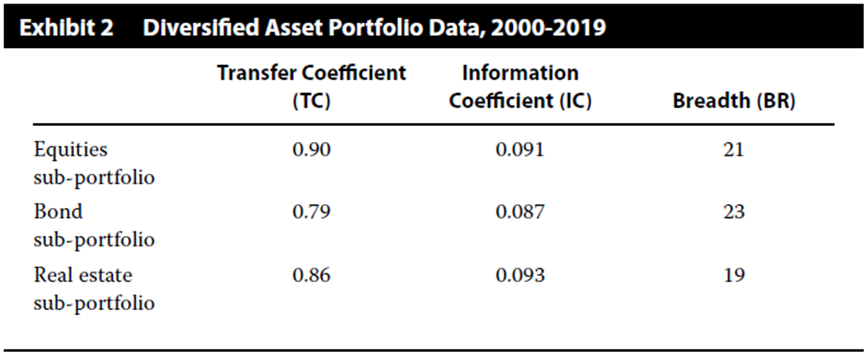 Exhibit 2 Diversified Asset Portfolio Data, 2000-2019
Transfer Coefficient (TC) Information Coefficient (IC) Breadth (BR)
Equities sub-portfolio 0.90 0.091 21
Bond sub-portfolio 0.79 0.087 23
Real estate sub-portfolio 0.86 0.093 19